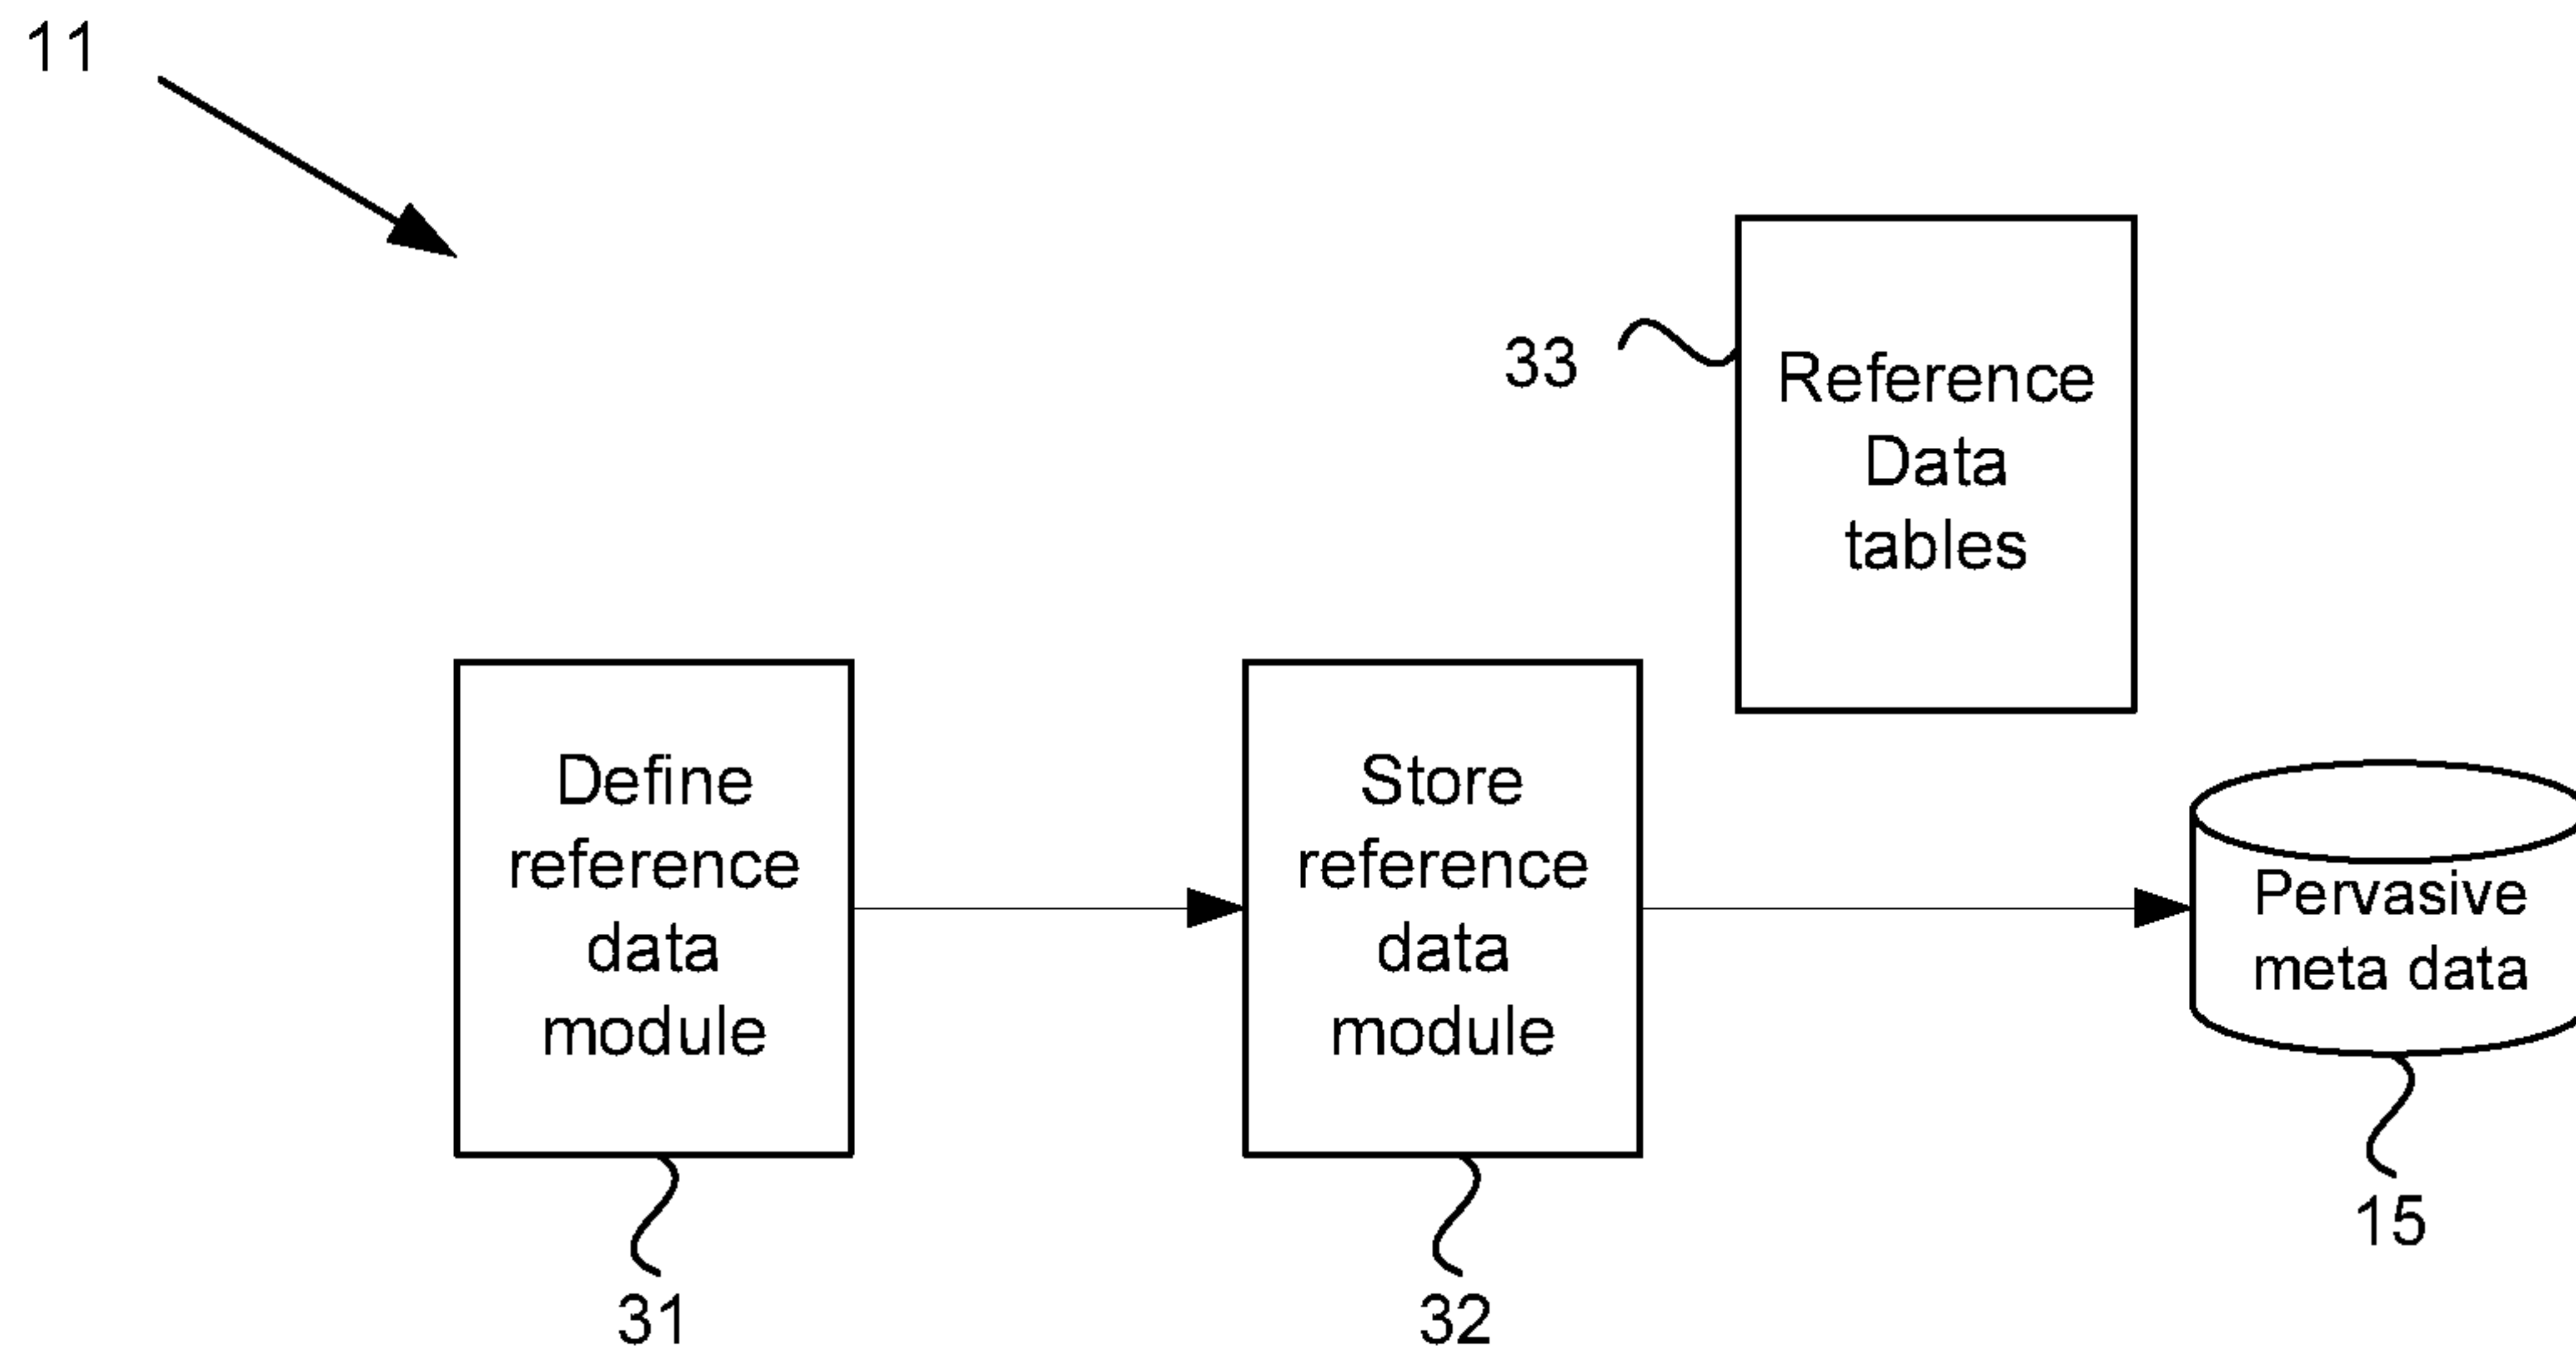 11
33
Reference
Data
tables
Define
reference
data
module
Store
reference
data
module
Pervasive
meta data
15
31
32